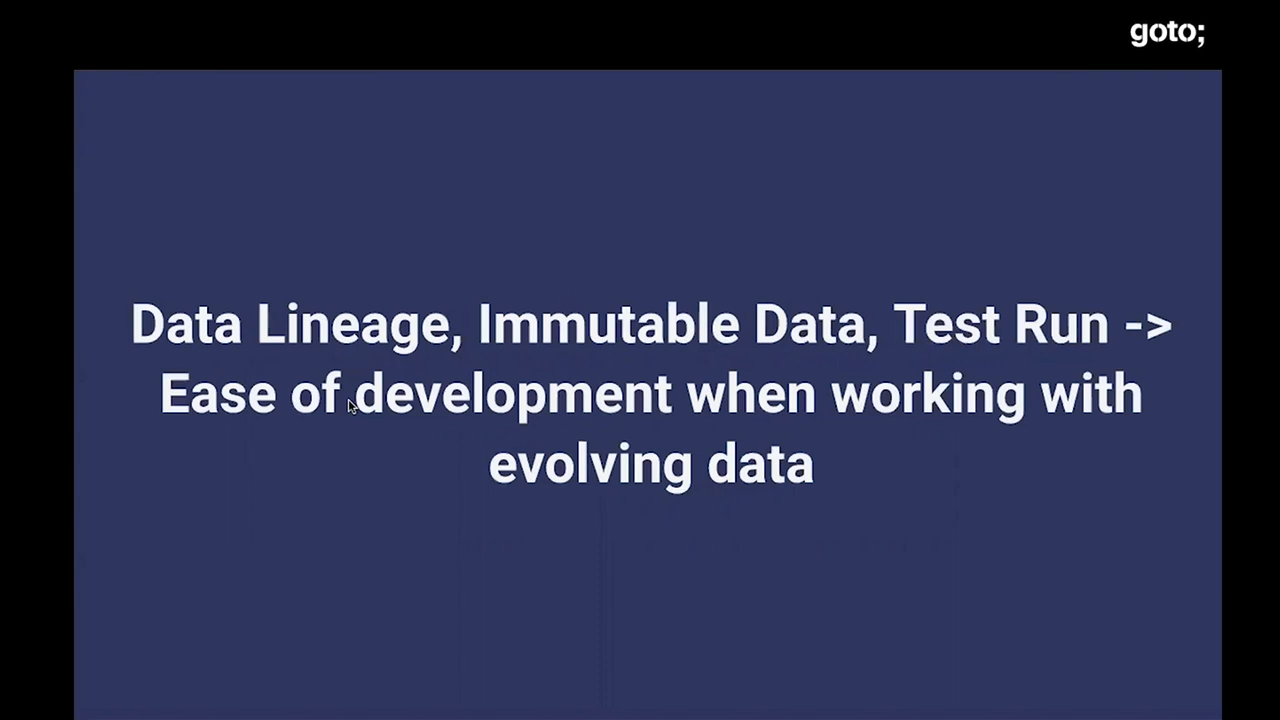 goto;
Data Lineage, Immutable Data, Test Run ->
Ease of development when working with
evolving data